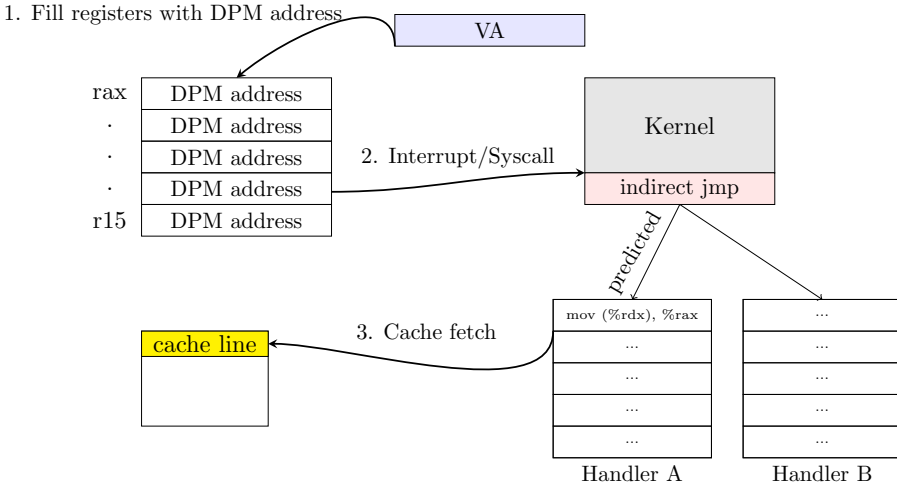 1. Fill registers with DPM address
VA
rax
DPM address
.
DPM address
.
DPM address
.
DPM address
r15
DPM address
2. Interrupt/Syscall
Kernel
indirect jmp
predicted
mov (%rdx), %rax
...
...
...
...
Handler A
...
...
...
...
...
Handler B
3. Cache fetch
cache line